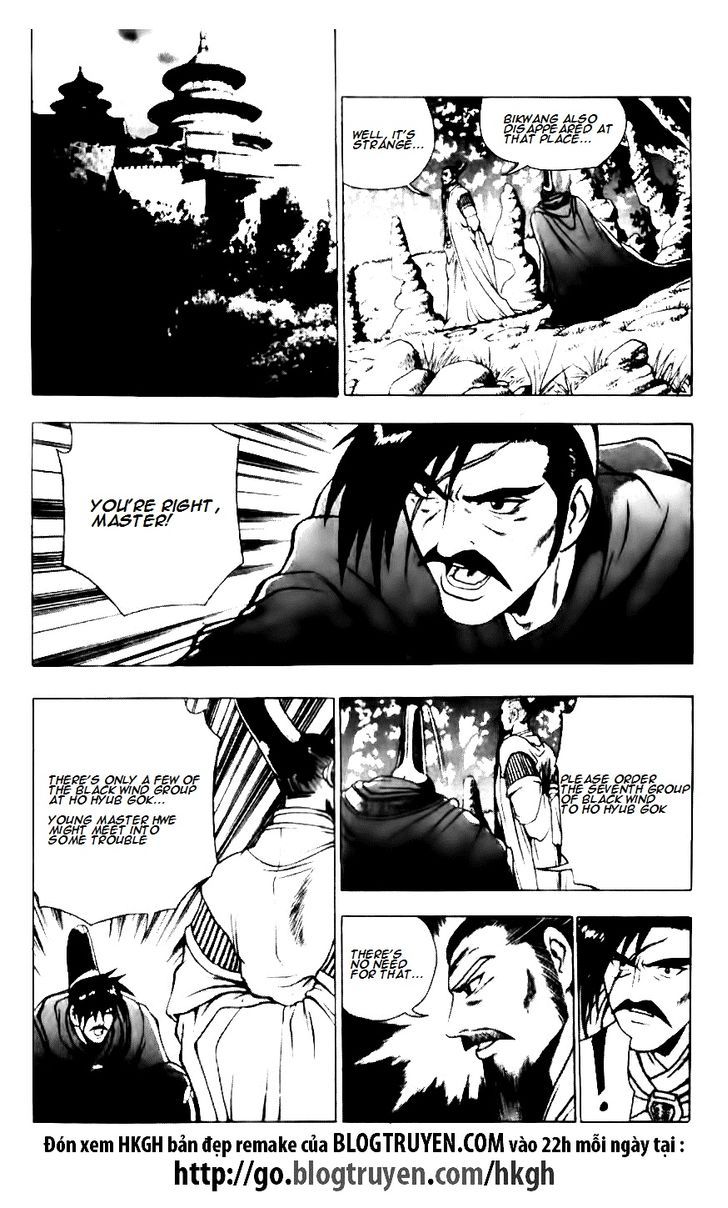 WELL, IT'S
STRANGE...
BIKWANG ALSO
DISAPPEARED AT
THAT PLACE...
YOU'RE RIGHT,
MASTER!
THERE'S ONLY A FEW OF
THE BLACK WIND GROUP
AT HO HYUB GOK...
YOUNG MASTER HWE
MIGHT MEET INTO
SOME TROUBLE
PLEASE ORDER
THE SEVENTH GROUP
OF BLACK WIND
TO HO HYUB GOK
THERE'S
NO NEED
FOR THAT...
!
Đón xem HKGH bản đẹp remake của BLOGTRUYEN.COM vào 22h mỗi ngày tại :
http://go.blogtruyen.com/hkgh